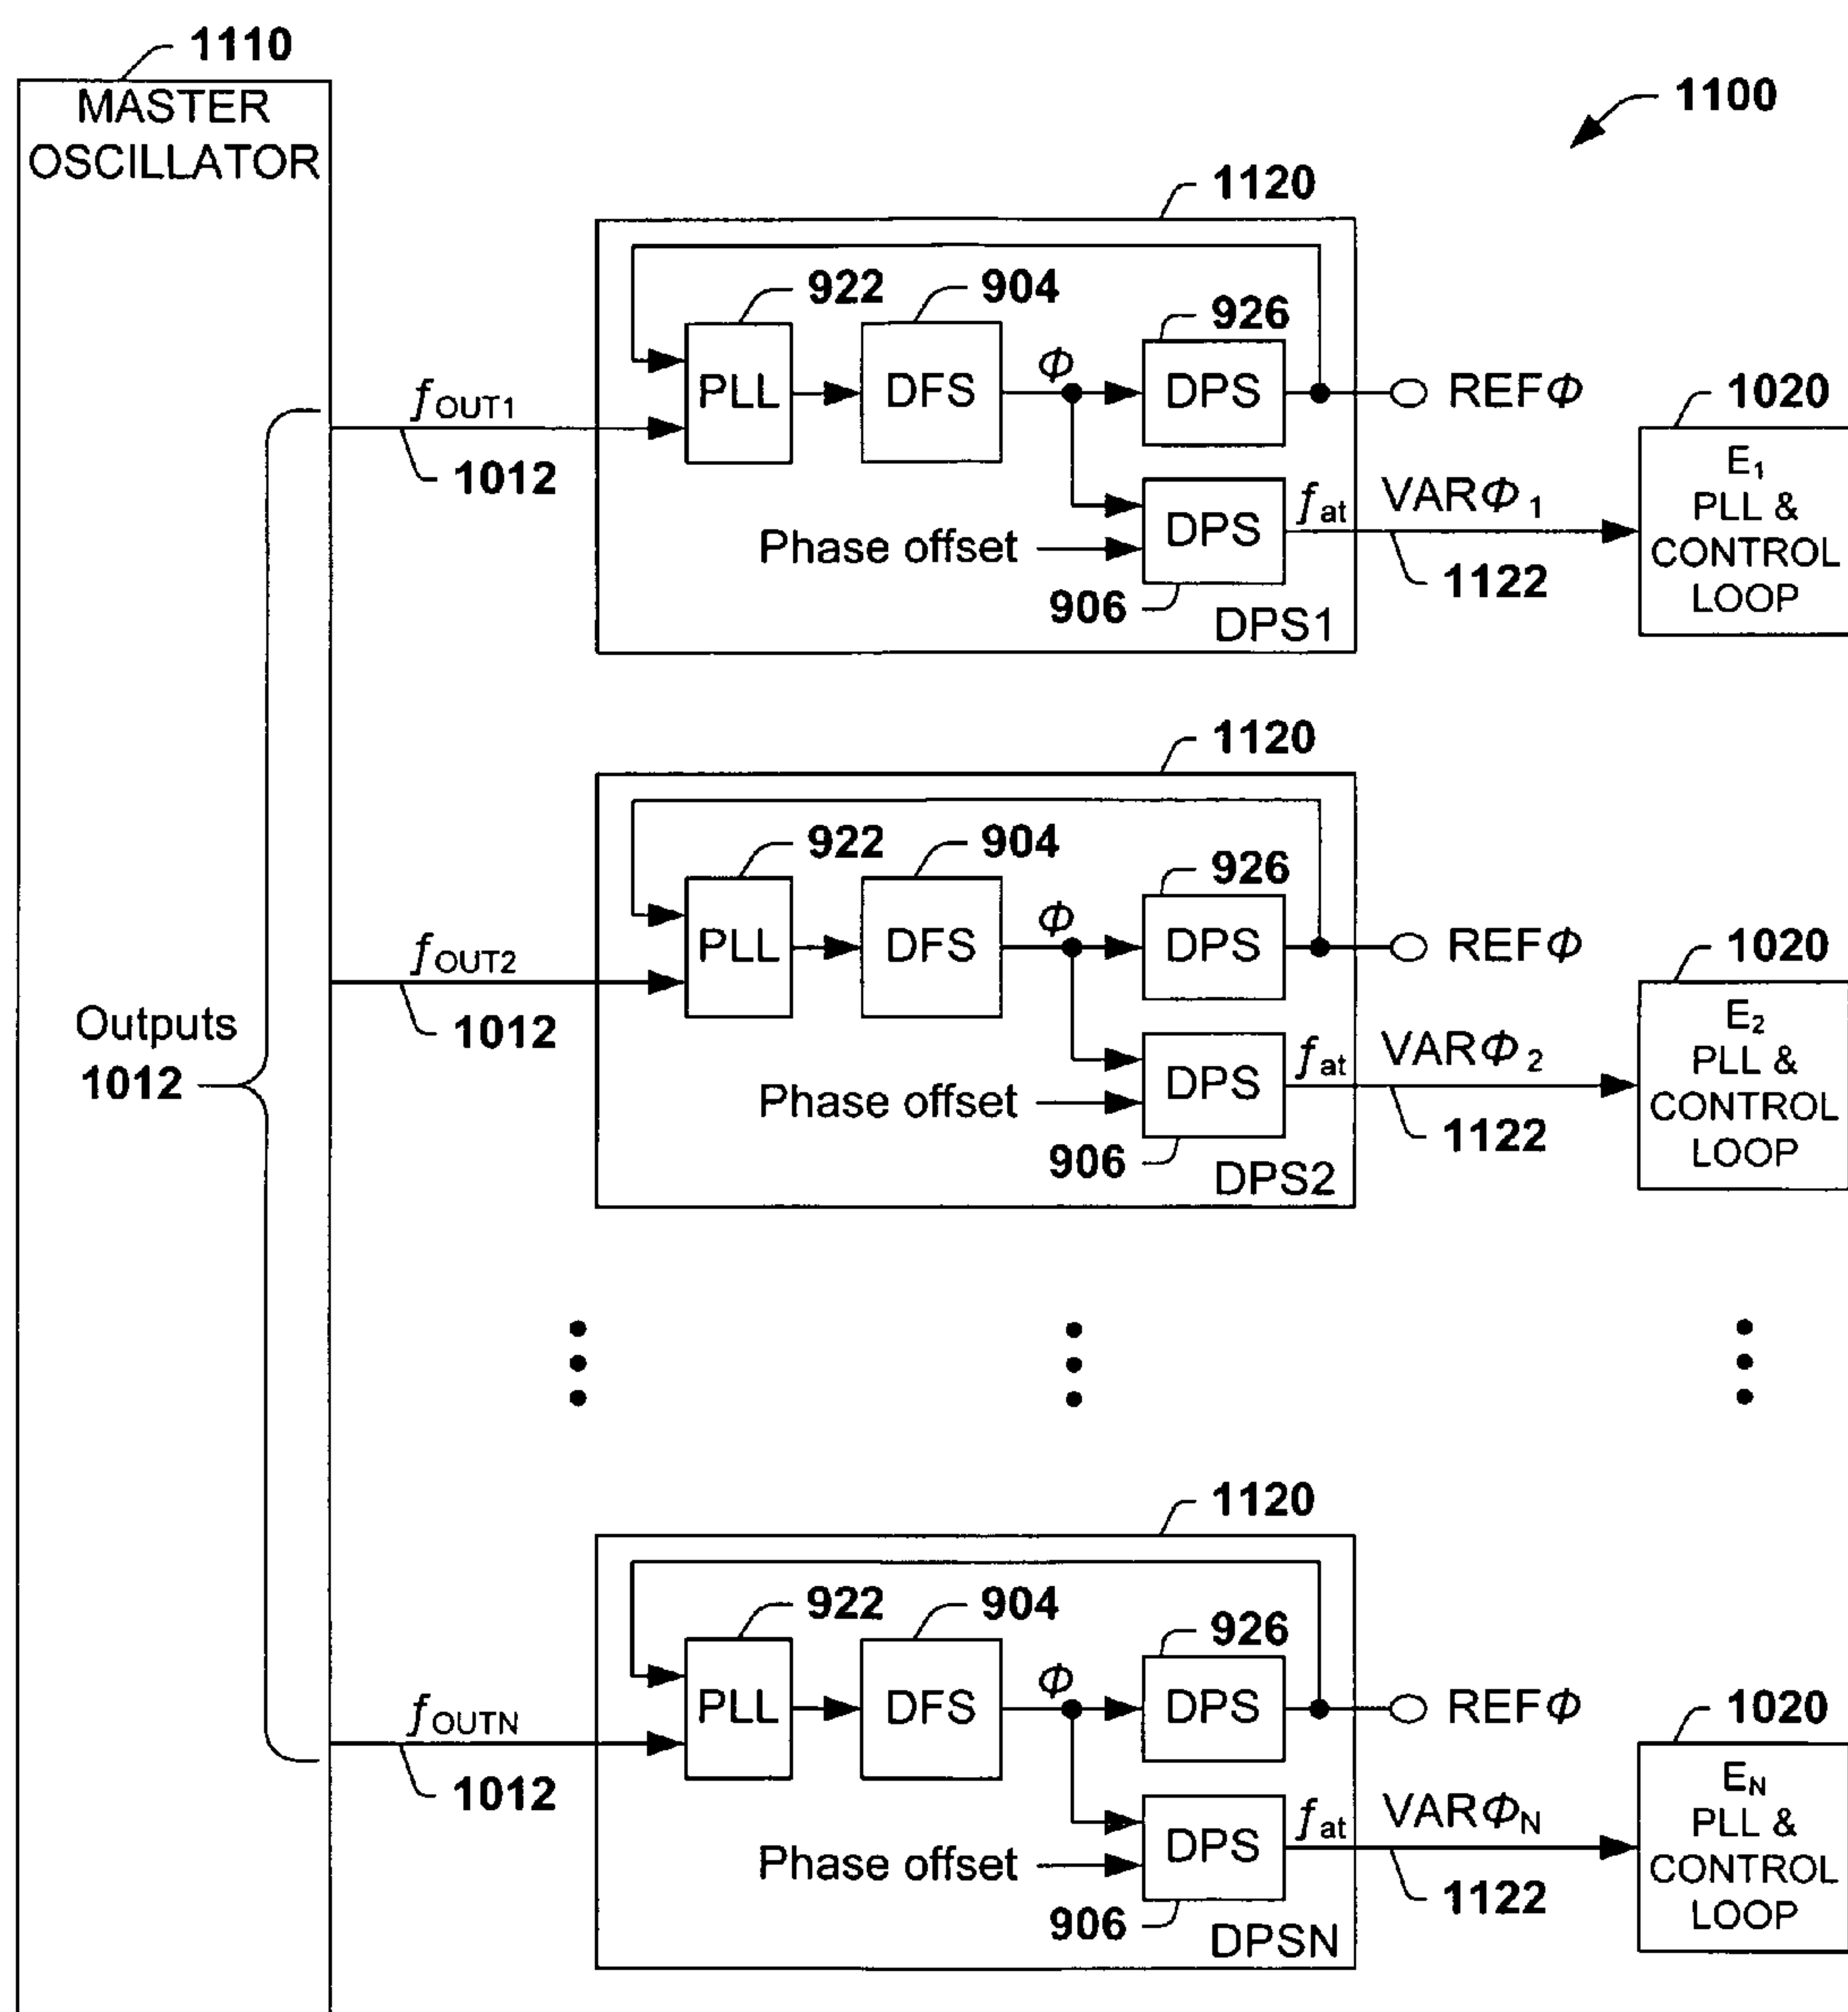 1110
MASTER
OSCILLATOR
1100
1120
922
904
926
PLL
DFS
Φ
DPS
REFΦ
fOUT1
1012
1020
E1
PLL &
CONTROL
LOOP
Phase offset
DPS
fat
VARΦ1
1122
906
DPS1
1120
922
904
926
PLL
DFS
Φ
DPS
REFΦ
fOUT2
1012
1020
E2
PLL &
CONTROL
LOOP
Outputs
1012
Phase offset
DPS
fat
VARΦ2
1122
906
DPS2
1120
922
904
926
PLL
DFS
Φ
DPS
REFΦ
fOUTN
1012
1020
EN
PLL &
CONTROL
LOOP
Phase offset
DPS
fat
VARΦN
1122
906
DPSN